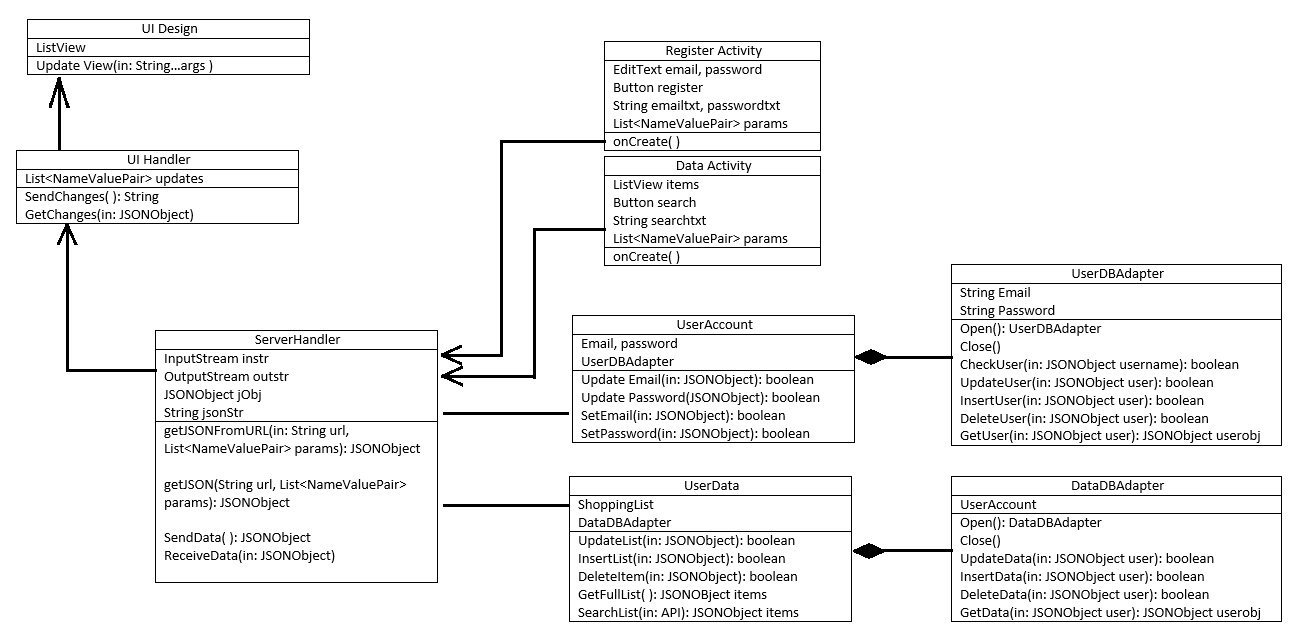 UI Design
ListView
Update View(in: String...args )
UI Handler
List<NameValuePair> updates
SendChanges( ): String
GetChanges(in: JSONObject)
Register Activity
EditText email, password
Button register
String emailtxt, passwordtxt
List<NameValuePair> params
onCreate( )
Data Activity
ListView items
Button search
String searchtxt
List<NameValuePair> params
onCreate( )
ServerHandler
InputStream instr
OutputStream outstr
JSONObject jObj
String jsonStr
getJSONFromURL(in: String url,
List<NameValuePair> params): JSONObject
getJSON(String url, List<NameValuePair>
params): JSONObject
SendData( ): JSONObject
ReceiveData(in: JSONObject)
UserAccount
Email, password
UserDBAdapter
Update Email(in: JSONObject): boolean
Update Password(JSONObject): boolean
SetEmail(in: JSONObject): boolean
SetPassword(in: JSONObject): boolean
UserDBAdapter
String Email
String Password
Open(): UserDBAdapter
Close()
CheckUser(in: JSONObject username): boolean
UpdateUser(in: JSONObject user): boolean
InsertUser(in: JSONObject user): boolean
DeleteUser(in: JSONObject user): boolean
GetUser(in: JSONObject user): JSONObject userobj
UserData
ShoppingList
DataDBAdapter
UpdateList(in: JSONObject): boolean
InsertList(in: JSONObject): boolean
DeleteItem(in: JSONObject): boolean
GetFullList( ): JSONOBject items
SearchList(in: API): JSONObject items
DataDBAdapter
UserAccount
Open(): DataDBAdapter
Close()
UpdateData(in: JSONObject user): boolean
InsertData(in: JSONObject user): boolean
DeleteData(in: JSONObject user): boolean
GetData(in: JSONObject user): JSONObject userobj